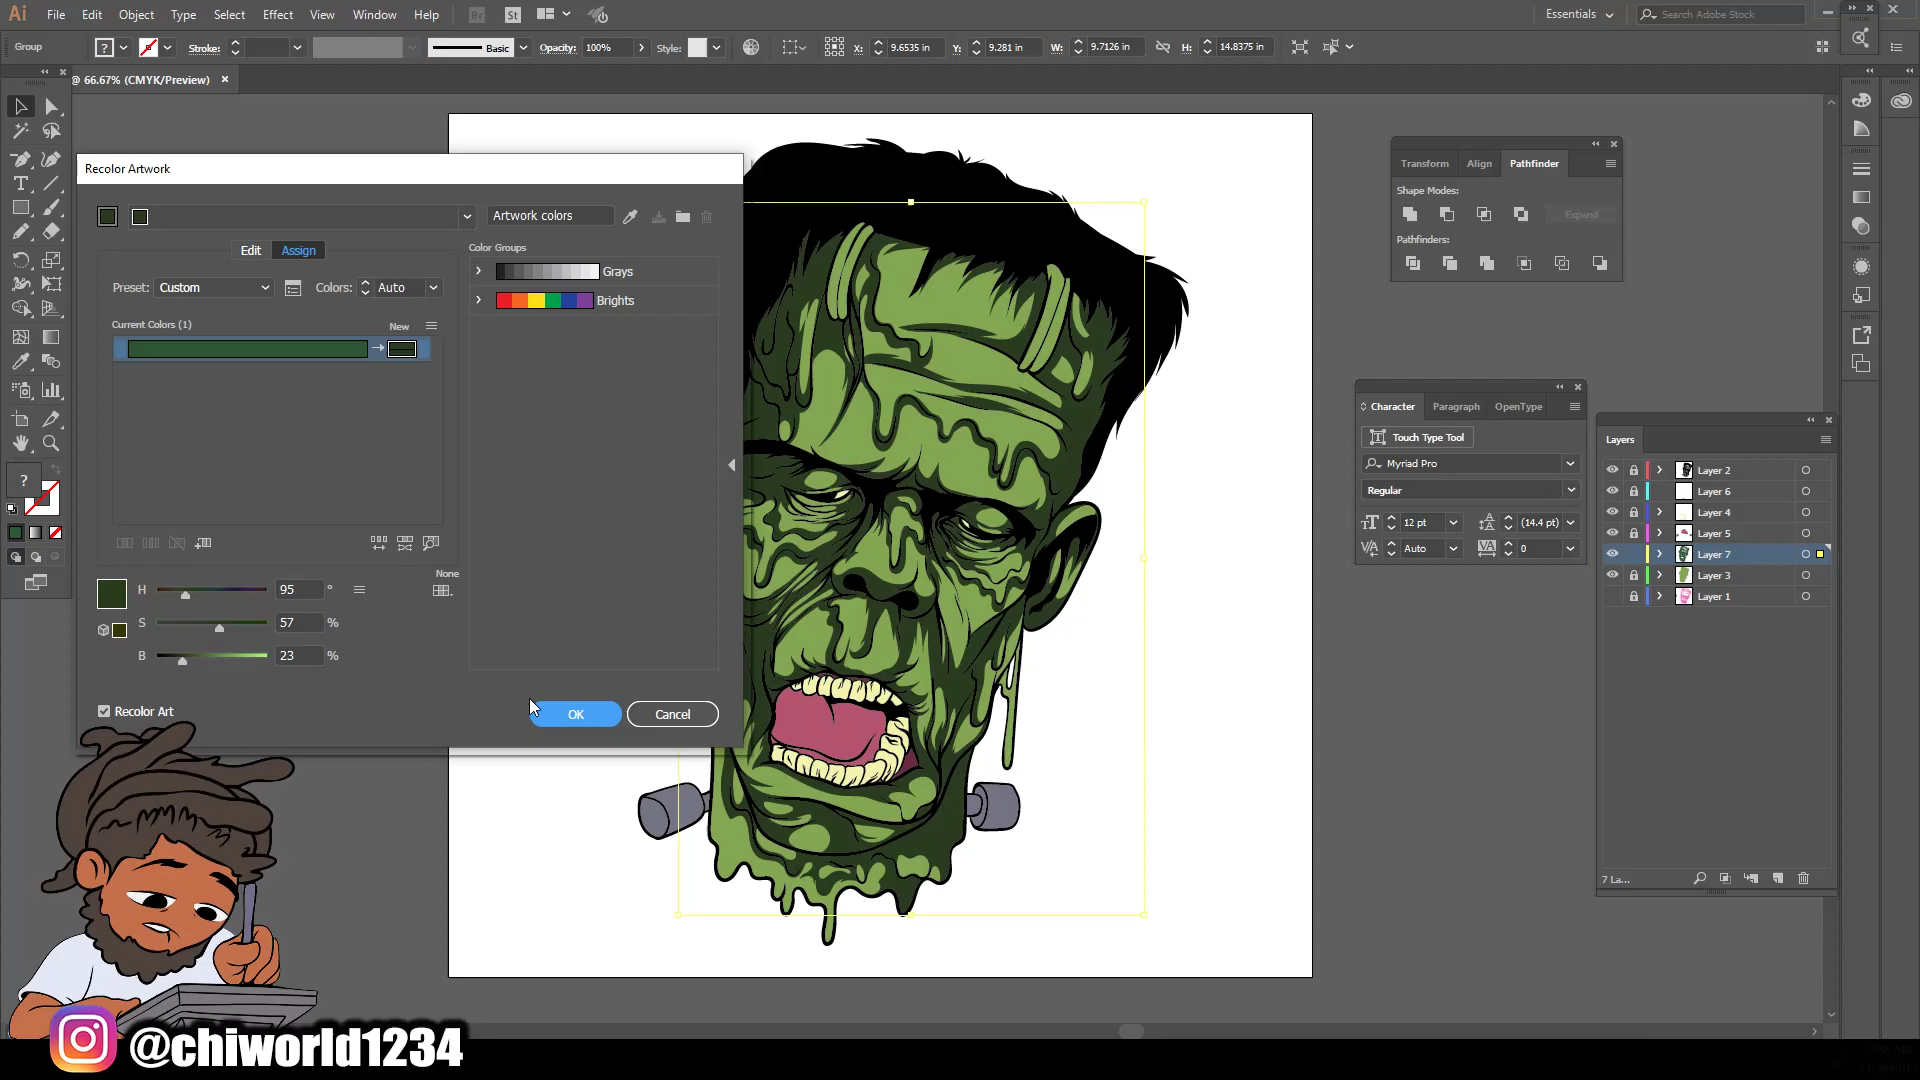 Ai File Edit Object Type Select Effect View Window Help Br St Essentials Search Adobe Stock
Group ? Stroke: Basic Opacity: 100% Style: X: 9.6535 in Y: 9.281 in W: 9.7126 in H: 14.8375 in
@ 66.67% (CMYK/Preview) ×
Recolor Artwork
Artwork colors
Edit Assign
Color Groups
Grays
Brights
Preset: Custom Colors: Auto
Current Colors (1) New
None
H 95 °
S 57 %
B 23 %
Recolor Art
OK Cancel
?
Transform Align Pathfinder
Shape Modes:
Expand
Pathfinders:
Character Paragraph OpenType
Touch Type Tool
Myriad Pro
Regular
12 pt (14.4 pt)
Auto 0
Layers
Layer 2
Layer 6
Layer 4
Layer 5
Layer 7
Layer 3
Layer 1
7 La...
@chiworld1234